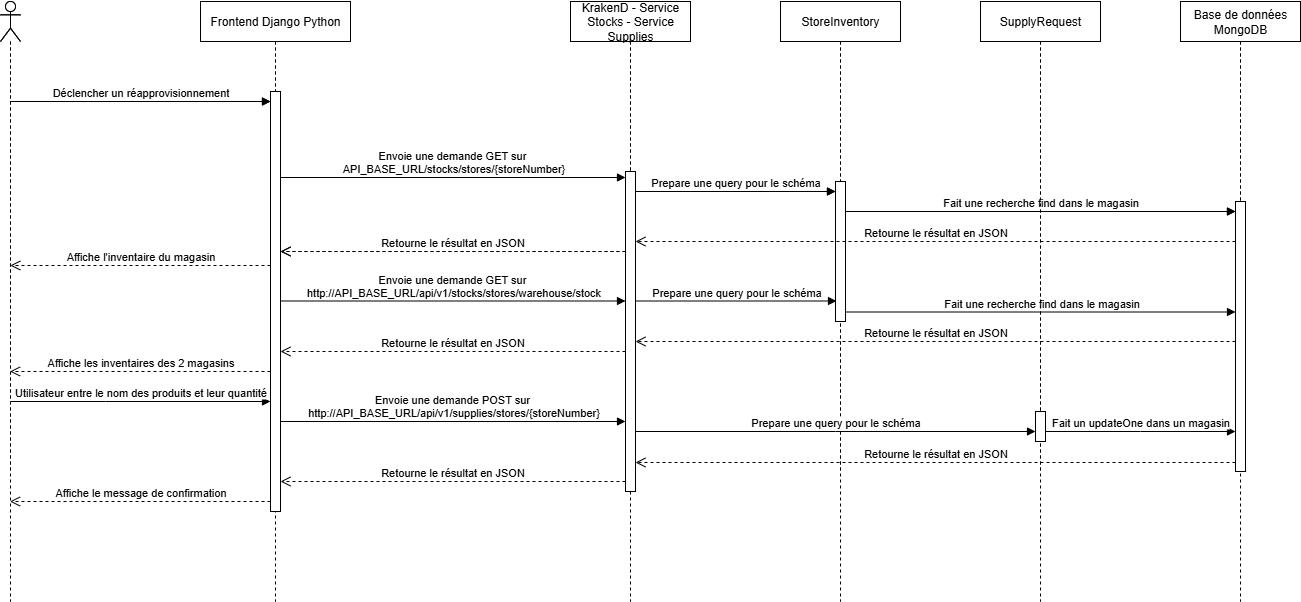 Frontend Django Python
KrakenD - Service
Stocks - Service
Supplies
StoreInventory
SupplyRequest
Base de données
MongoDB
Déclencher un réapprovisionnement
Envoie une demande GET sur
API_BASE_URL/stocks/stores/{storeNumber}
Prepare une query pour le schéma
Fait une recherche find dans le magasin
Retourne le résultat en JSON
Retourne le résultat en JSON
Affiche l'inventaire du magasin
Envoie une demande GET sur
http://API_BASE_URL/api/v1/stocks/stores/warehouse/stock
Prepare une query pour le schéma
Fait une recherche find dans le magasin
Retourne le résultat en JSON
Retourne le résultat en JSON
Affiche les inventaires des 2 magasins
Utilisateur entre le nom des produits et leur quantité
Envoie une demande POST sur
http://API_BASE_URL/api/v1/supplies/stores/{storeNumber}
Prepare une query pour le schéma
Fait un updateOne dans un magasin
Retourne le résultat en JSON
Retourne le résultat en JSON
Affiche le message de confirmation